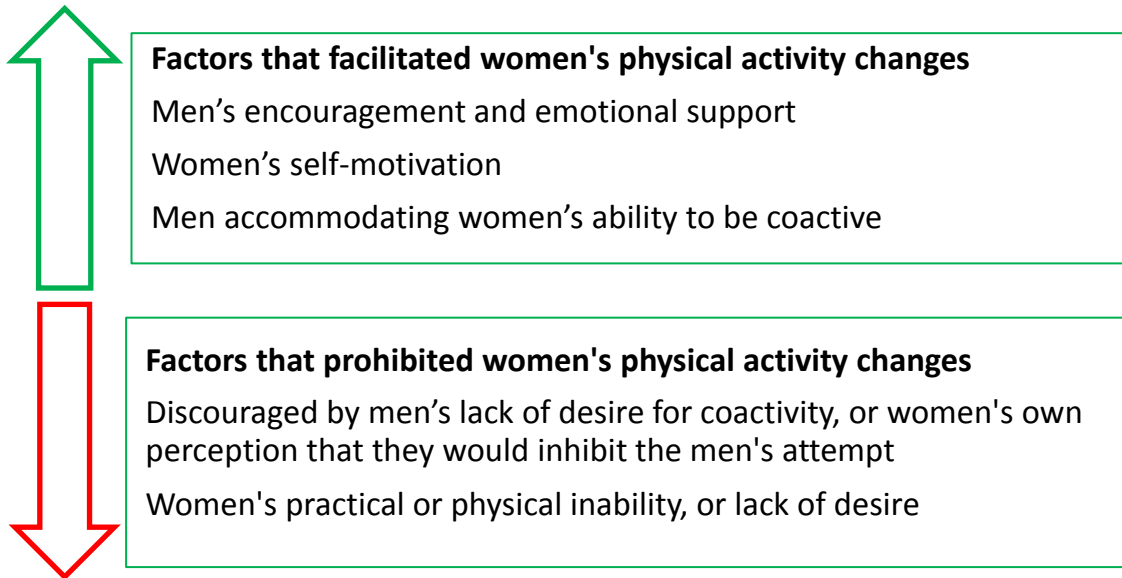 Factors that facilitated women's physical activity changes
Men’s encouragement and emotional support
Women’s self-motivation
Men accommodating women’s ability to be coactive
Factors that prohibited women's physical activity changes
Discouraged by men’s lack of desire for coactivity, or women's own
perception that they would inhibit the men's attempt
Women's practical or physical inability, or lack of desire